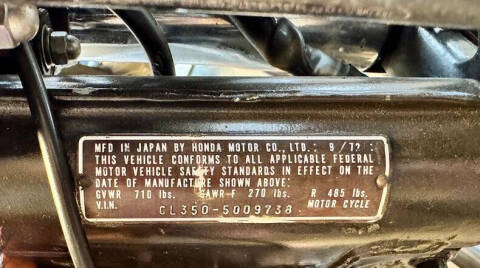 MFD IN JAPAN BY HONDA MOTOR CO., LTD.: 9/72 :
THIS VEHICLE CONFORMS TO ALL APPLICABLE FEDERAL
MOTOR VEHICLE SAFETY STANDARDS IN EFFECT ON THE
DATE OF MANUFACTURE SHOWN ABOVE:
GVWR 710 lbs. GAWR-F 270 lbs. R 485 lbs.
V.I.N. CL350-5009738 MOTOR CYCLE